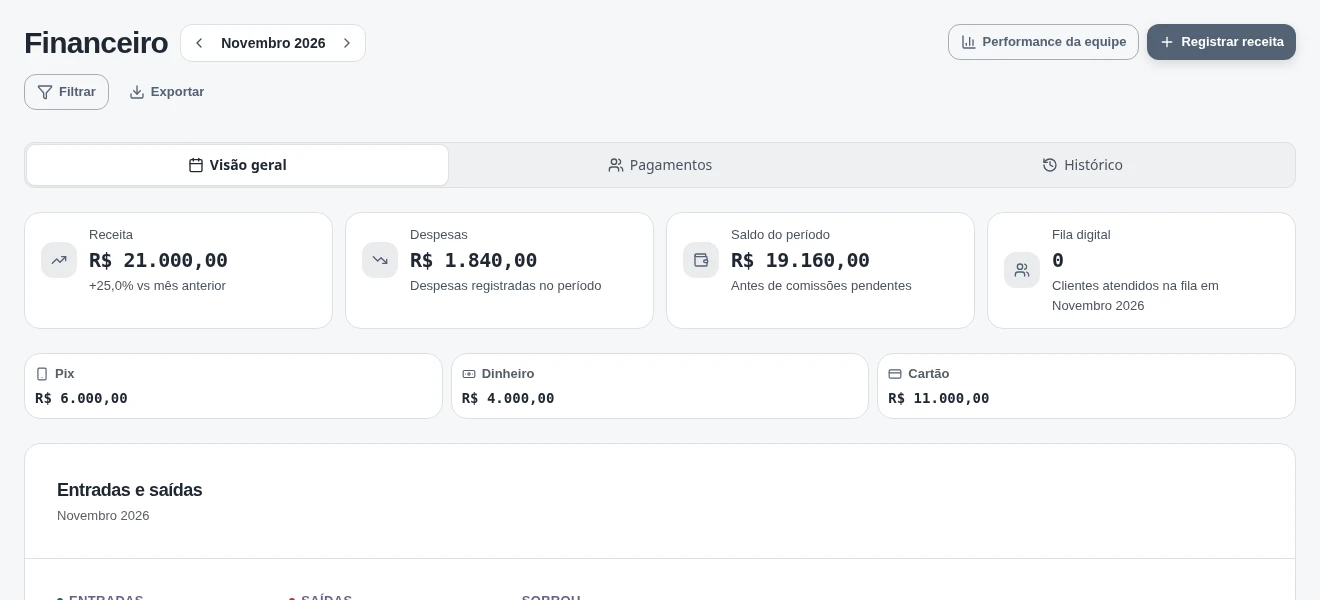 Financeiro
Novembro 2026
Performance da equipe
Registrar receita
Filtrar
Exportar
Visão geral
Pagamentos
Histórico
Receita
R$ 21.000,00
+25,0% vs mês anterior
Despesas
R$ 1.840,00
Despesas registradas no período
Saldo do período
R$ 19.160,00
Antes de comissões pendentes
Fila digital
0
Clientes atendidos na fila em
Novembro 2026
Pix
R$ 6.000,00
Dinheiro
R$ 4.000,00
Cartão
R$ 11.000,00
Entradas e saídas
Novembro 2026
ENTRADAS
SAÍDAS
SOBROU